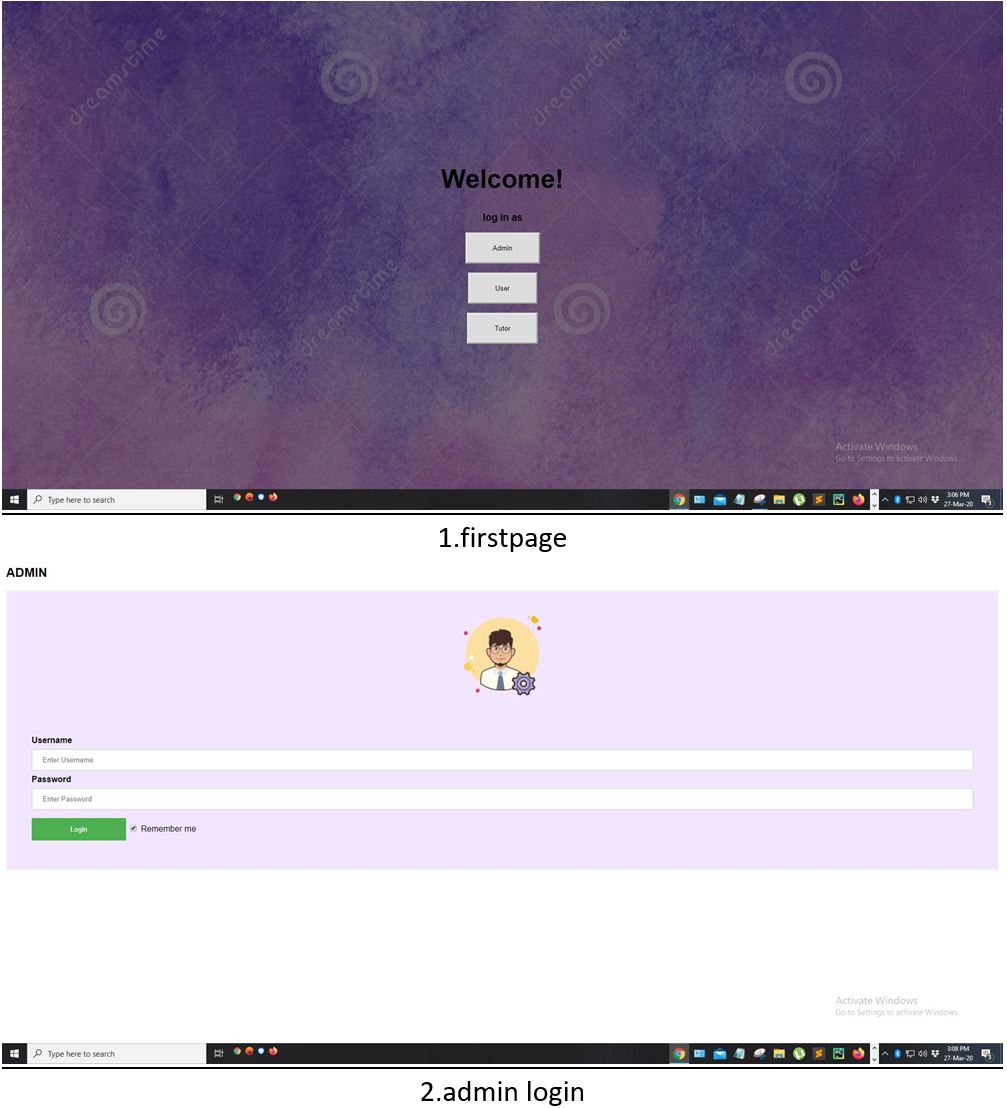 dreamstime
dreamstime
Welcome!
log in as
Admin
User
Tutor
dreamstime
dreamstime
Activate Windows
Go to Settings to activate Windows.
Type here to search
3:06 PM
27-Mar-20
1.firstpage
ADMIN
Username
Enter Username
Password
Enter Password
Login
Remember me
Activate Windows
Go to Settings to activate Windows.
Type here to search
3:08 PM
27-Mar-20
2.admin login